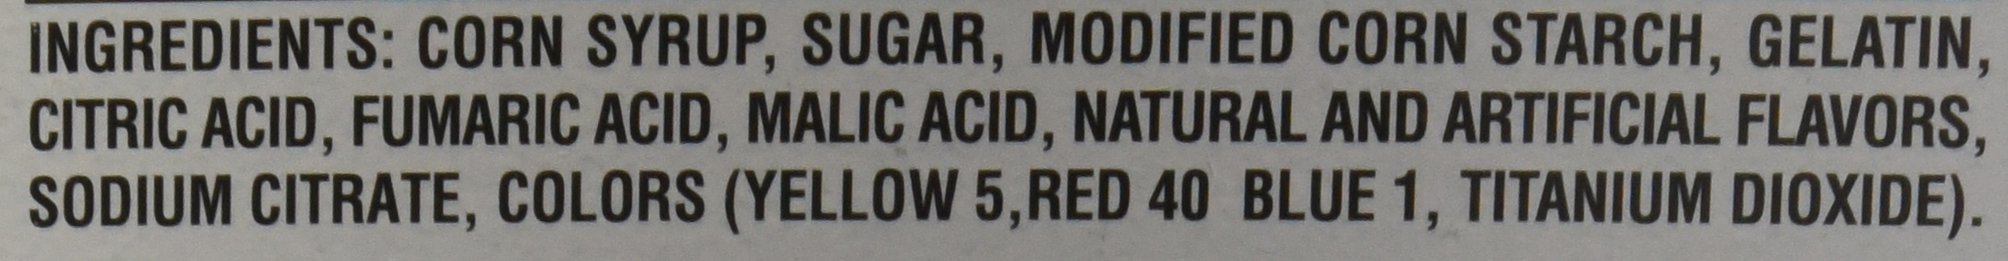 INGREDIENTS: CORN SYRUP, SUGAR, MODIFIED CORN STARCH, GELATIN,
CITRIC ACID, FUMARIC ACID, MALIC ACID, NATURAL AND ARTIFICIAL FLAVORS,
SODIUM CITRATE, COLORS (YELLOW 5,RED 40 BLUE 1, TITANIUM DIOXIDE).